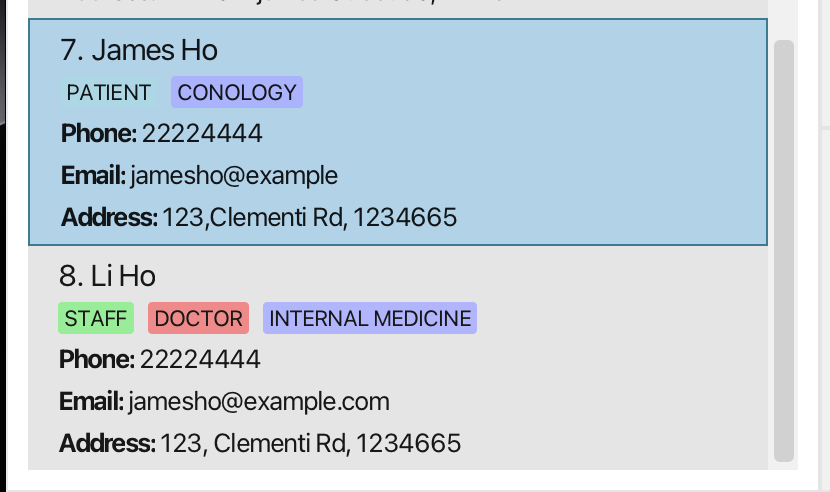 7. James Ho
PATIENT CONOLOGY
Phone: 22224444
Email: jamesho@example
Address: 123,Clementi Rd, 1234665
8. Li Ho
STAFF DOCTOR INTERNAL MEDICINE
Phone: 22224444
Email: jamesho@example.com
Address: 123, Clementi Rd, 1234665